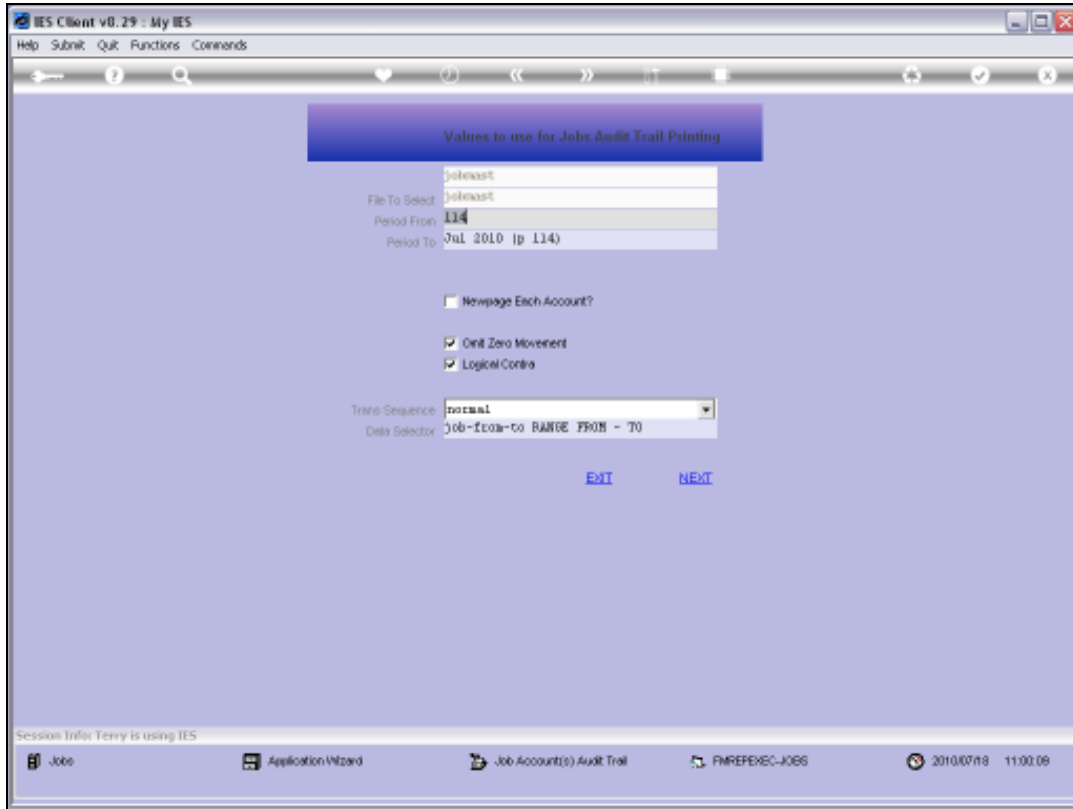 IES Client v8.29 : My IES
Help Submit Quit Functions Commands
Values to use for Jobs Audit Trail Printing
jobmast
File To Select jobmast
Period From 114
Period To Jul 2010 (p 114)
Newpage Each Account?
Omit Zero Movement
Logical Contra
Trans Sequence normal
Data Selector job-from-to RANGE FROM - TO
EXIT NEXT
Session Info: Terry is using IES
Jobs Application Wizard Job Account(s) Audit Trail FMREPEXEC-JOBS 2010/07/18 11:00:09